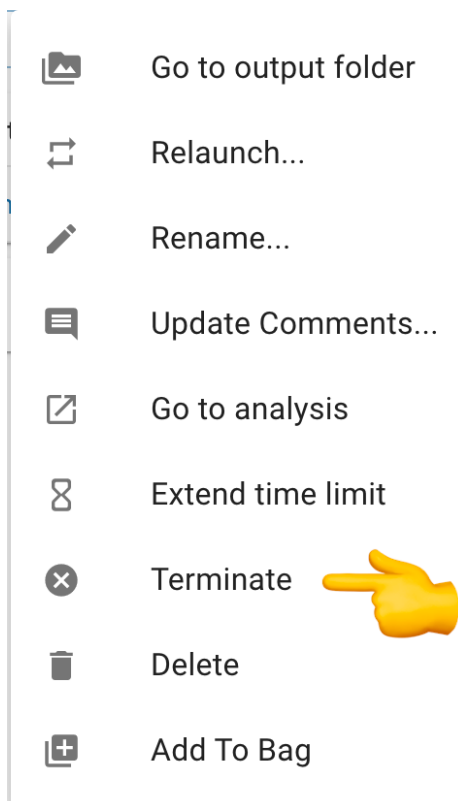 Go to output folder
Relaunch...
Rename...
Update Comments...
Go to analysis
Extend time limit
Terminate
Delete
Add To Bag